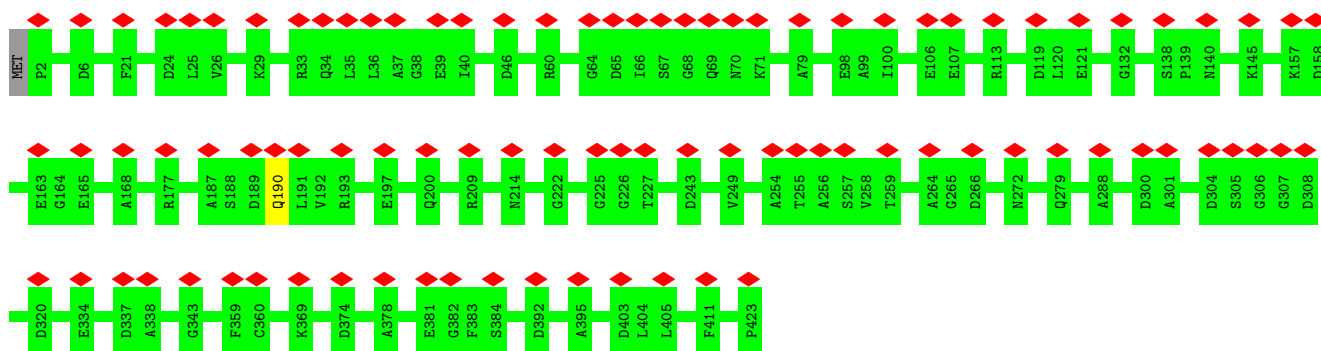 MET P2 D6 F21 D24 L25 V26 K29 R33 Q34 L35 L36 A37 G38 E39 I40 D46 R60 G64 D65 I66 S67 G68 Q69 N70 K71 A79 E98 A99 I100 E106 E107 R113 D119 L120 E121 G132 S138 P139 N140 K145 K157 D158
E163 G164 E165 A168 R177 A187 S188 D189 Q190 L191 V192 R193 E197 Q200 R209 N214 G222 G225 G226 T227 D243 V249 A254 T255 A256 S257 V258 T259 A264 G265 D266 N272 Q279 A288 D300 A301 D304 S305 G306 G307 D308
D320 E334 D337 A338 G343 F359 C360 K369 D374 A378 E381 G382 F383 S384 D392 A395 D403 L404 L405 F411 P423